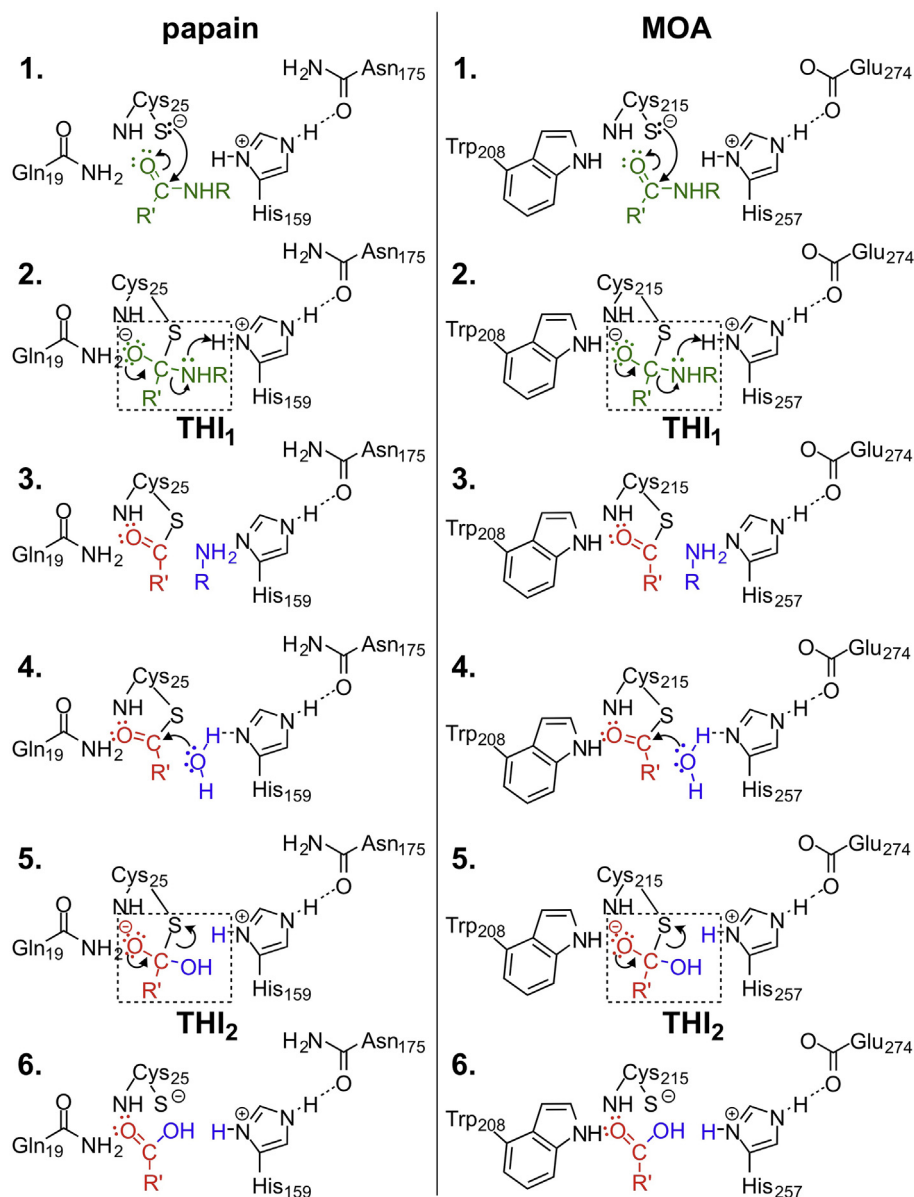 papain
1.
H₂N Asn₁₇₅
Cys₂₅
O
O
NH S ⊖
H
N
Gln₁₉ NH₂
O
⊕
HN
C NHR
R'
His₁₅₉
2.
H₂N Asn₁₇₅
Cys₂₅
O
O
NH
H
⊖
S
N
Gln₁₉ NH₂
O
⊕
H N
C NHR
R'
His₁₅₉
THI₁
3.
H₂N Asn₁₇₅
Cys₂₅
O
O
NH
S
H
N
Gln₁₉ NH₂
O
C
NH₂
N
R'
R
His₁₅₉
4.
H₂N Asn₁₇₅
Cys₂₅
O
O
NH
S
H
N
Gln₁₉ NH₂
O
C
H N
R'
O
H
His₁₅₉
5.
H₂N Asn₁₇₅
Cys₂₅
O
O
NH
H
⊖
S
N
Gln₁₉ NH₂
O
⊕
H N
C OH
R'
His₁₅₉
THI₂
6.
H₂N Asn₁₇₅
Cys₂₅
O
O
NH S ⊖
H
N
Gln₁₉ NH₂
O
OH
⊕
HN
C
R'
His₁₅₉
MOA
1.
O Glu₂₇₄
Cys₂₁₅
O
NH S ⊖
H
N
Trp₂₀₈
NH
O
⊕
HN
C NHR
R'
His₂₅₇
2.
O Glu₂₇₄
Cys₂₁₅
O
NH
H
⊖
S
N
Trp₂₀₈
NH
O
⊕
H N
C NHR
R'
His₂₅₇
THI₁
3.
O Glu₂₇₄
Cys₂₁₅
O
NH
S
H
N
Trp₂₀₈
NH
O
C
NH₂
N
R'
R
His₂₅₇
4.
O Glu₂₇₄
Cys₂₁₅
O
NH
S
H
N
Trp₂₀₈
NH
O
C
H N
R'
O
H
His₂₅₇
5.
O Glu₂₇₄
Cys₂₁₅
O
NH
H
⊖
S
N
Trp₂₀₈
NH
O
⊕
H N
C OH
R'
His₂₅₇
THI₂
6.
O Glu₂₇₄
Cys₂₁₅
O
NH S ⊖
H
N
Trp₂₀₈
NH
O
OH
⊕
HN
C
R'
His₂₅₇